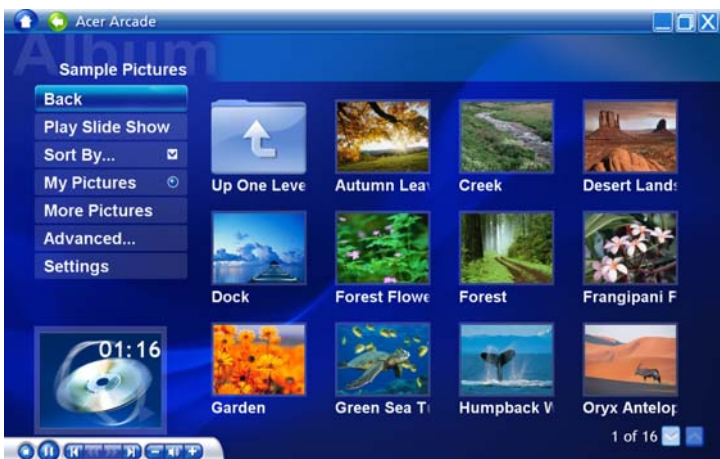 Acer Arcade
Album
Sample Pictures
Back
Play Slide Show
Sort By...
My Pictures
More Pictures
Advanced...
Settings
Up One Leve
Autumn Lea
Creek
Desert Lands
Dock
Forest Flowe
Forest
Frangipani F
Garden
Green Sea T
Humpback W
Oryx Antelop
01:16
1 of 16